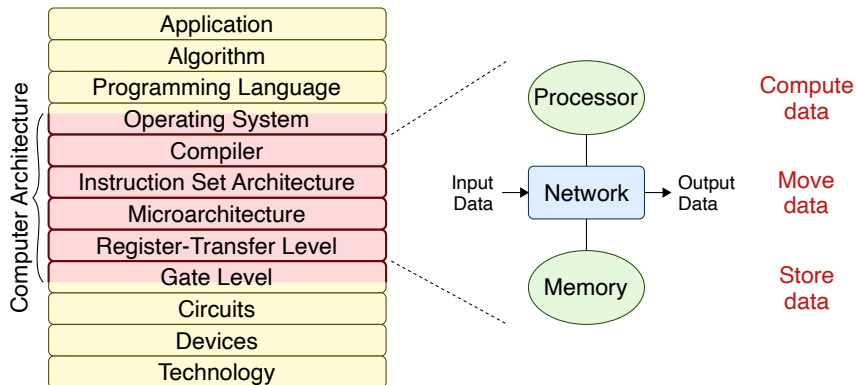 Application
Algorithm
Programming Language
Operating System
Compiler
Instruction Set Architecture
Microarchitecture
Register-Transfer Level
Gate Level
Circuits
Devices
Technology
Computer Architecture
Processor
Input
Data
Network
Output
Data
Memory
Compute
data
Move
data
Store
data